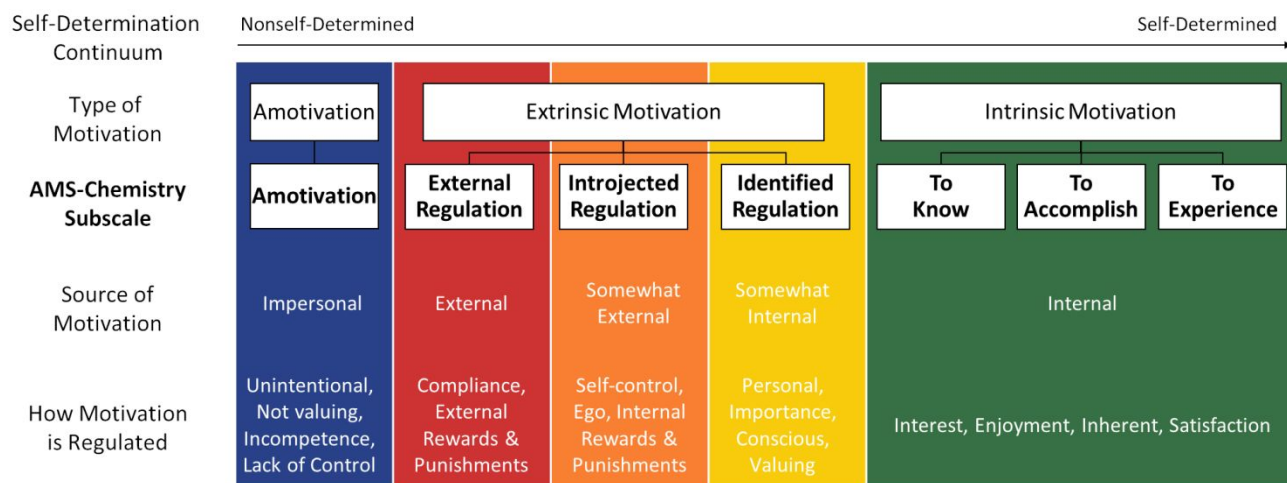 Self-Determination
Continuum
Nonself-Determined
Self-Determined
Type of
Motivation
Amotivation
Extrinsic Motivation
Intrinsic Motivation
AMS-Chemistry
Subscale
Amotivation
External
Regulation
Introjected
Regulation
Identified
Regulation
To
Know
To
Accomplish
To
Experience
Source of
Motivation
Impersonal
External
Somewhat
External
Somewhat
Internal
Internal
How Motivation
is Regulated
Unintentional,
Not valuing,
Incompetence,
Lack of Control
Compliance,
External
Rewards &
Punishments
Self-control,
Ego, Internal
Rewards &
Punishments
Personal,
Importance,
Conscious,
Valuing
Interest, Enjoyment, Inherent, Satisfaction